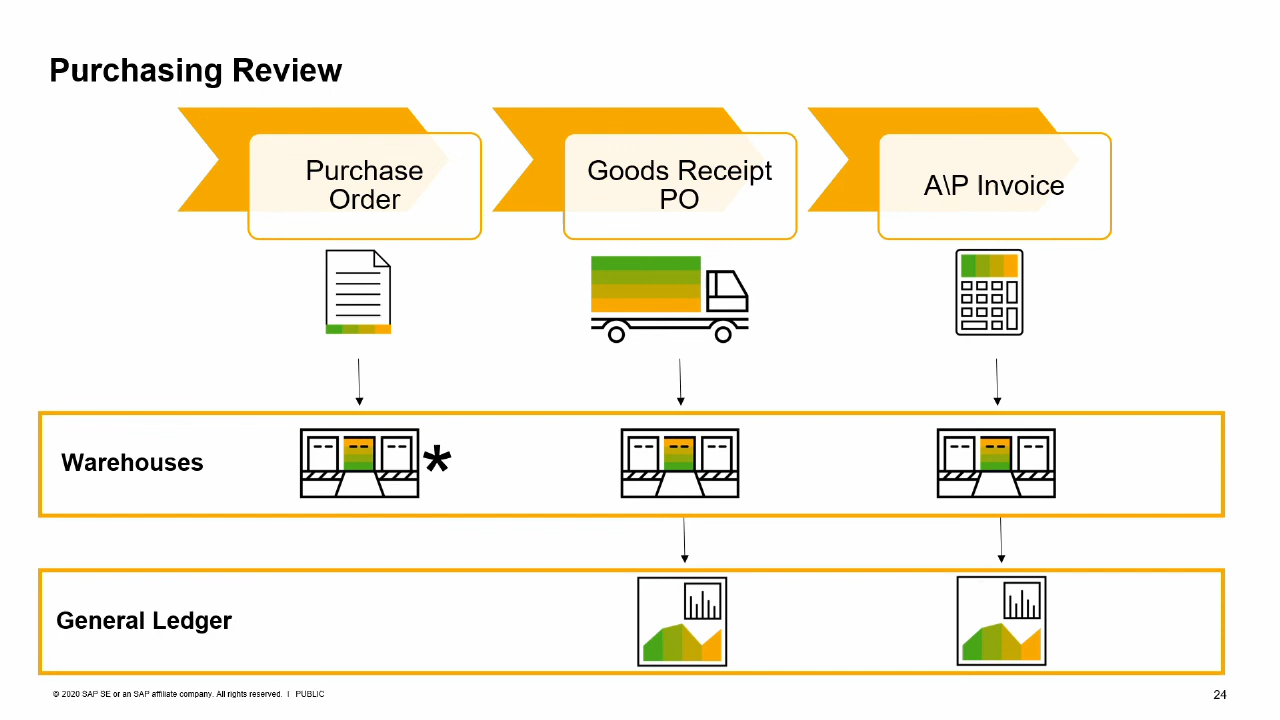 Purchasing Review
Purchase
Order
Goods Receipt
PO
A\P Invoice
Warehouses
*
General Ledger
© 2020 SAP SE or an SAP affiliate company. All rights reserved. I PUBLIC
24